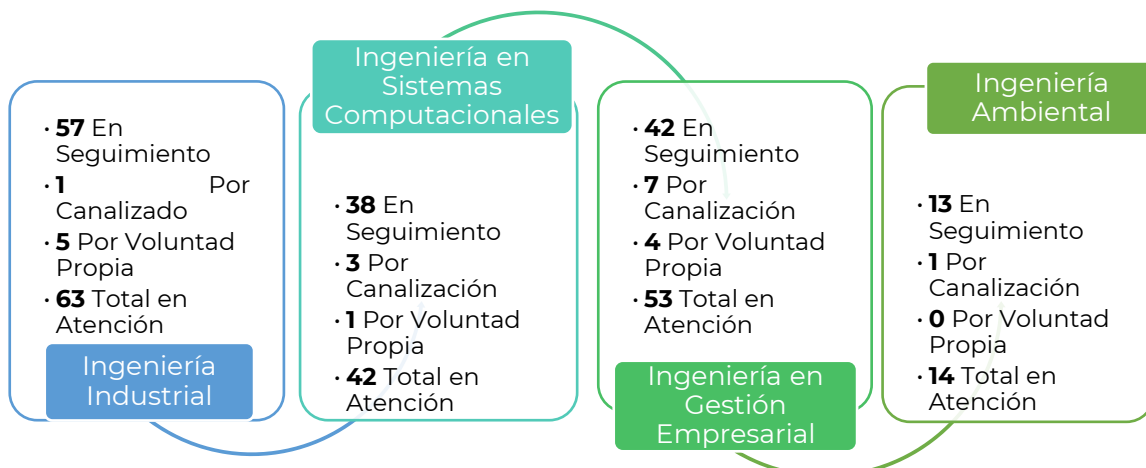 · 57 En
Seguimiento
· 1 Por
Canalizado
· 5 Por Voluntad
Propia
· 63 Total en
Atención
Ingeniería
Industrial
Ingeniería en
Sistemas
Computacionales
· 38 En
Seguimiento
· 3 Por
Canalización
· 1 Por Voluntad
Propia
· 42 Total en
Atención
· 42 En
Seguimiento
· 7 Por
Canalización
· 4 Por Voluntad
Propia
· 53 Total en
Atención
Ingeniería en
Gestión
Empresarial
Ingeniería
Ambiental
· 13 En
Seguimiento
· 1 Por
Canalización
· 0 Por Voluntad
Propia
· 14 Total en
Atención